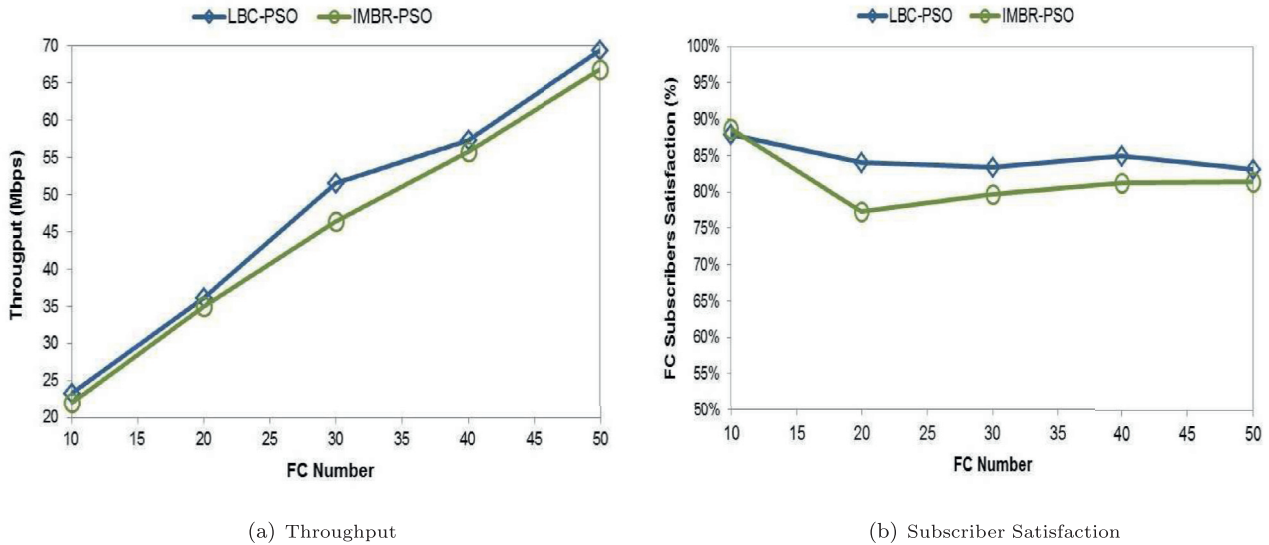 LBC-PSO IMBR-PSO
70
65
60
55
50
45
40
35
30
25
20
Througput (Mbps)
10 15 20 25 30 35 40 45 50
FC Number
(a) Throughput
LBC-PSO IMBR-PSO
100%
95%
90%
85%
80%
75%
70%
65%
60%
55%
50%
FC Subscribers Satisfaction (%)
10 15 20 25 30 35 40 45 50
FC Number
(b) Subscriber Satisfaction